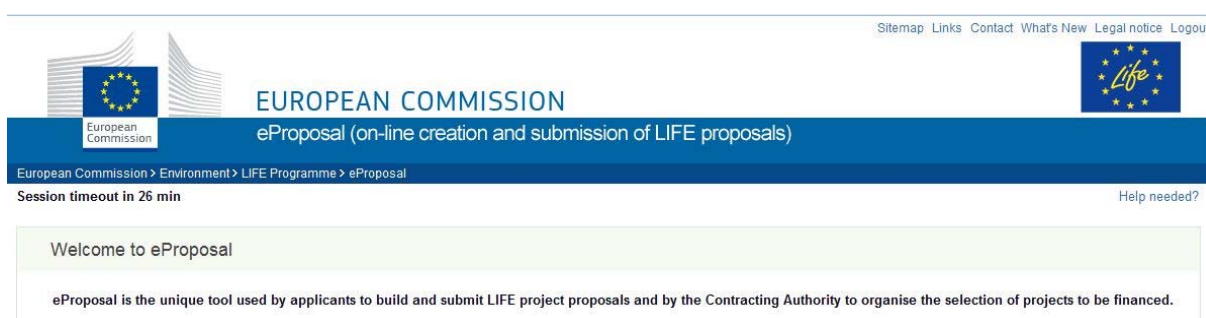 Sitemap Links Contact What's New Legal notice Logou
Life
EUROPEAN COMMISSION
European
Commission
eProposal (on-line creation and submission of LIFE proposals)
European Commission > Environment > LIFE Programme > eProposal
Session timeout in 26 min
Help needed?
Welcome to eProposal
eProposal is the unique tool used by applicants to build and submit LIFE project proposals and by the Contracting Authority to organise the selection of projects to be financed.